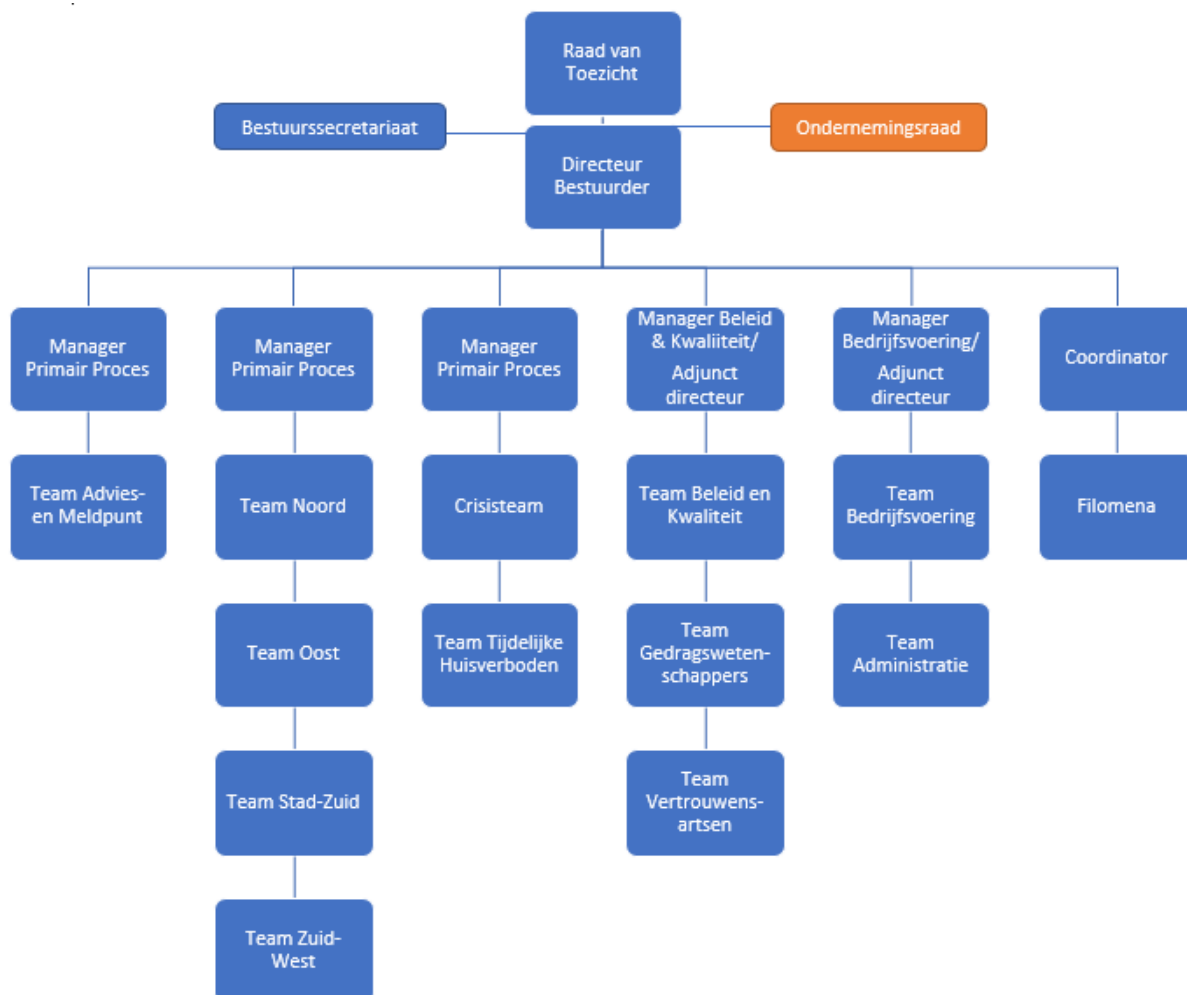 Raad van
Toezicht
Bestuurssecretariaat
Ondernemingsraad
Directeur
Bestuurder
Manager
Primair Proces
Manager
Primair Proces
Manager
Primair Proces
Manager Beleid
& Kwaliiteit/
Adjunct
directeur
Manager
Bedrijfsvoering/
Adjunct
directeur
Coordinator
Team Advies-
en Meldpunt
Team Noord
Crisisteam
Team Beleid en
Kwaliteit
Team
Bedrijfsvoering
Filomena
Team Oost
Team Tijdelijke
Huisverboden
Team
Gedragsweten-
schappers
Team
Administratie
Team Stad-Zuid
Team
Vertrouwens-
artsen
Team Zuid-
West